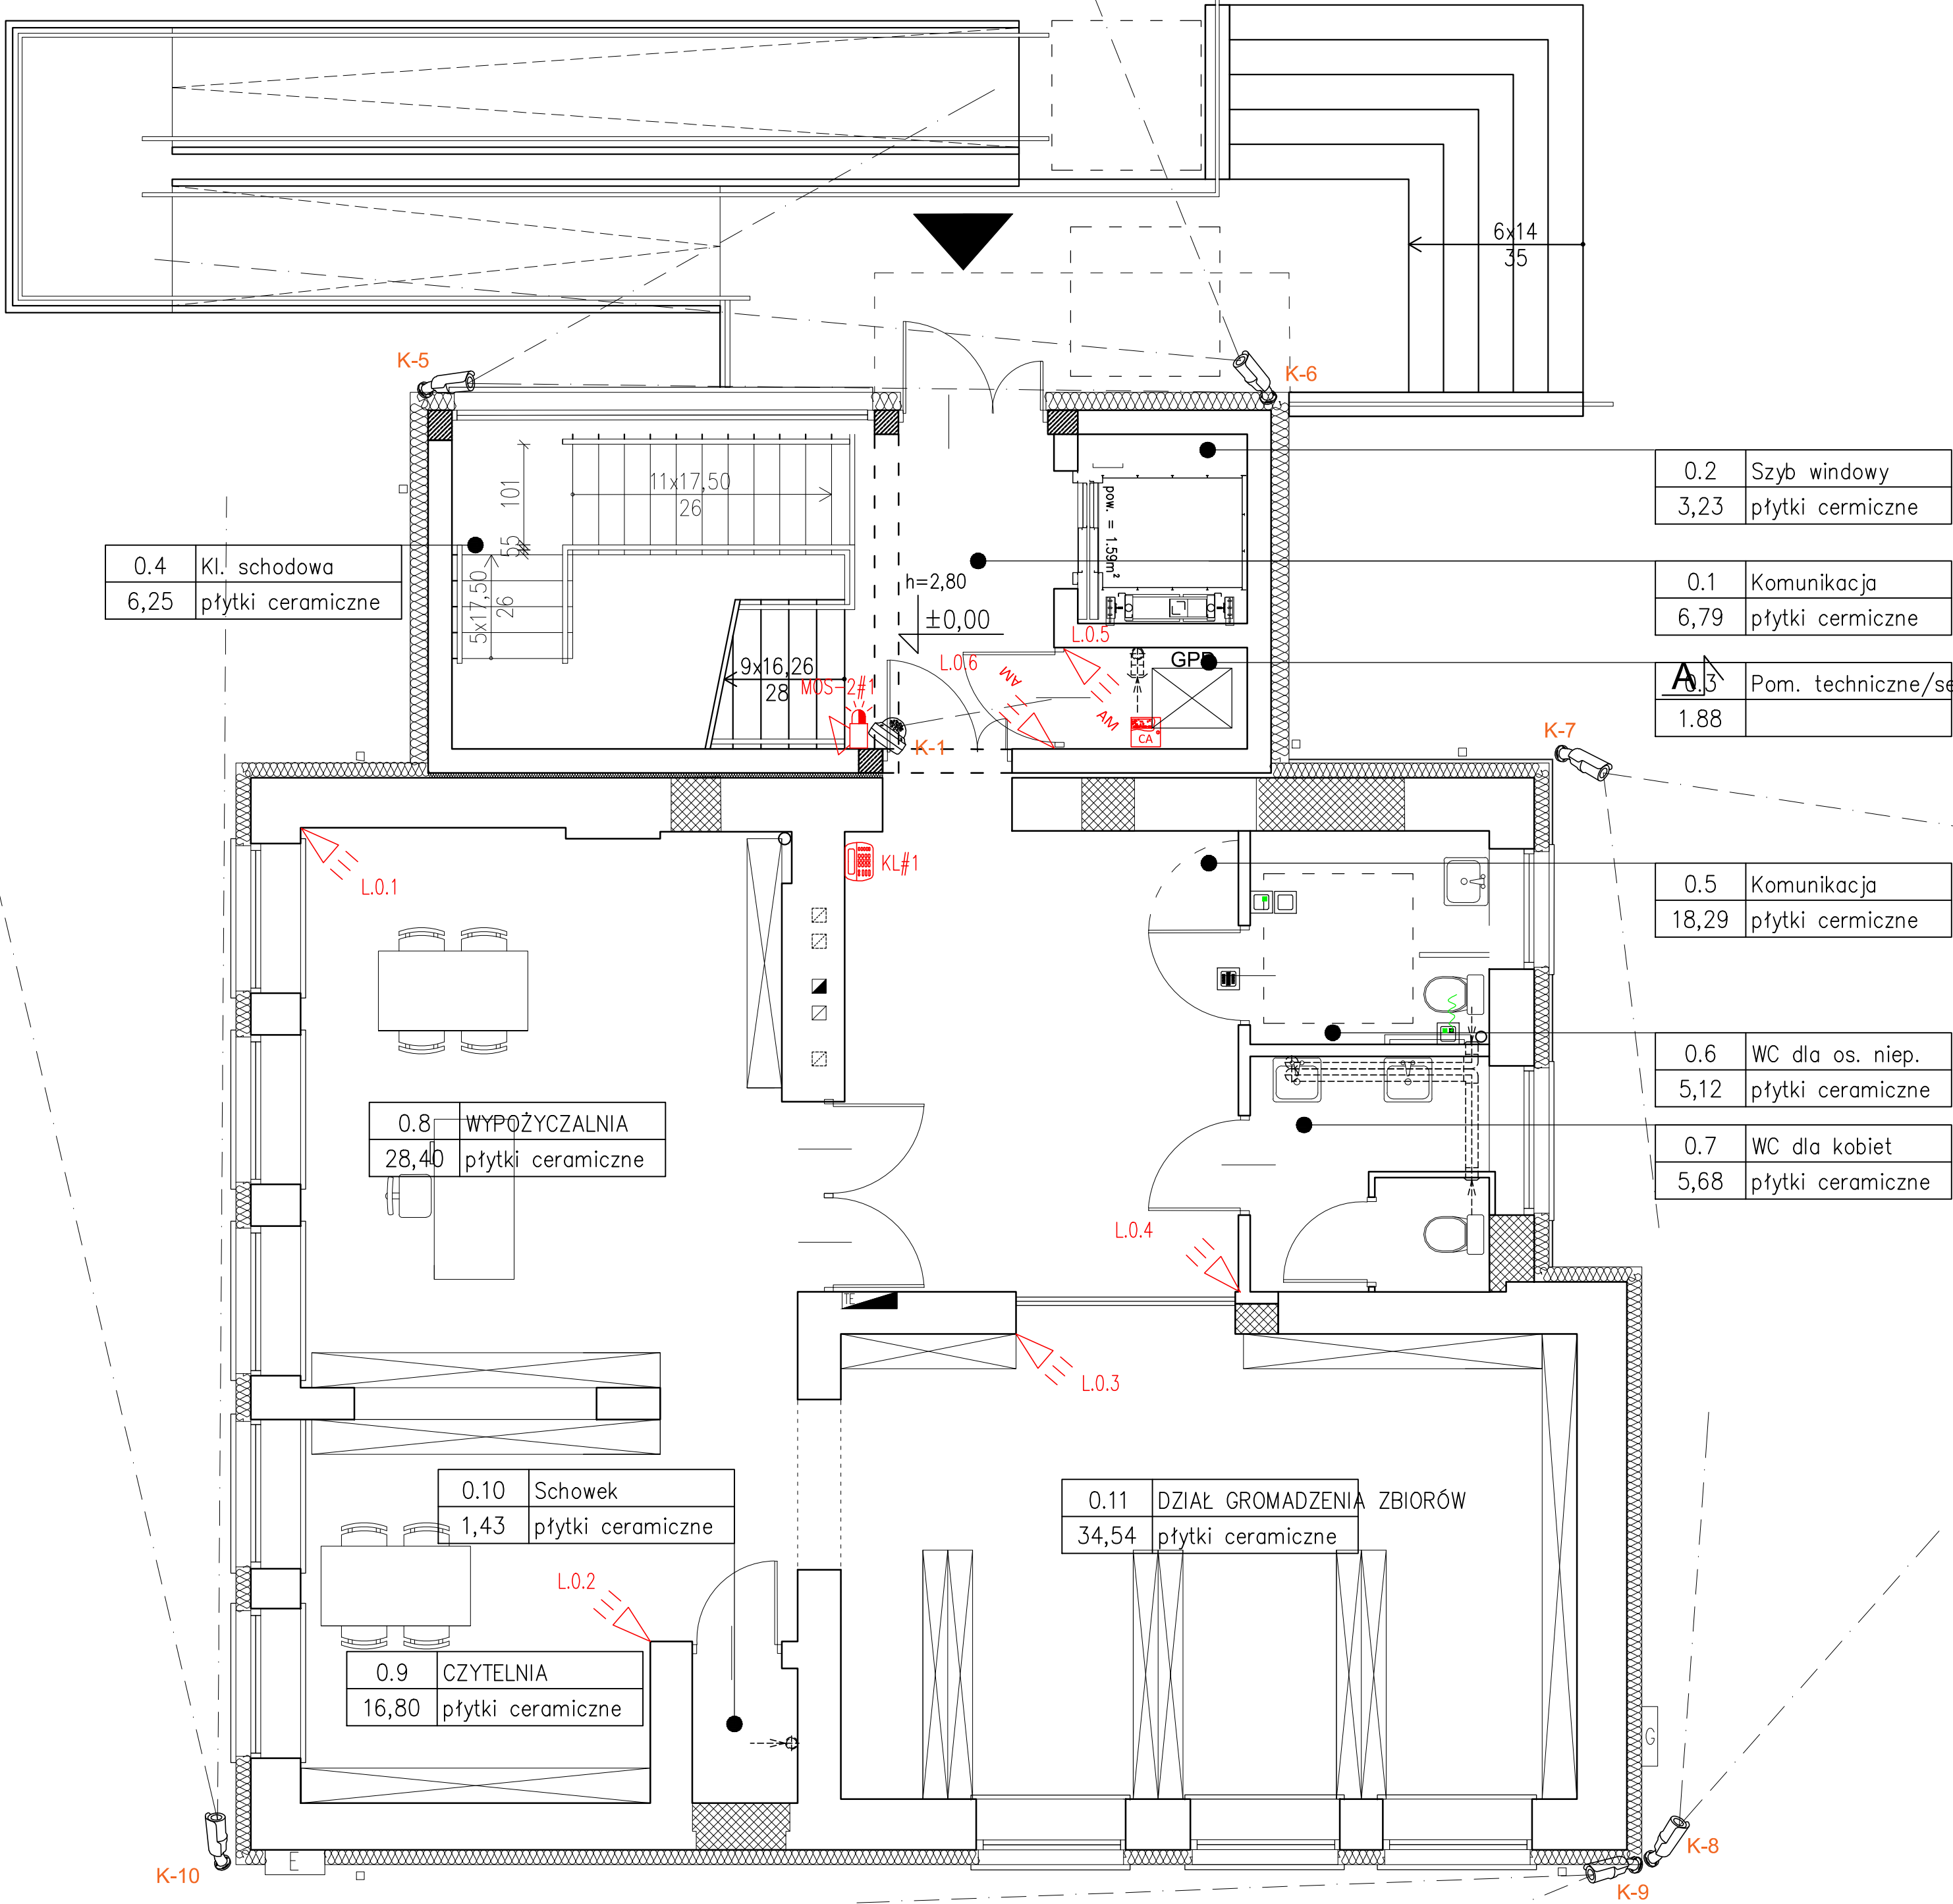 6x14
35
K-5
K-6
11x17,50
26
101
55
5x17,50
26
pow. = 1.59m²
0.2 Szyb windowy
3,23 płytki cermiczne
0.4 Kl. schodowa
6,25 płytki ceramiczne
h=2,80
±0,00
0.1 Komunikacja
6,79 płytki cermiczne
L.0.5
L.0.6
GPD
9x16,26
28
MOS-2#1
AM
AM
CA
K-1
A
0.3 Pom. techniczne/se
1.88
K-7
L.0.1
KL#1
0.5 Komunikacja
18,29 płytki cermiczne
0.6 WC dla os. niep.
5,12 płytki ceramiczne
0.8 WYPOŻYCZALNIA
28,40 płytki ceramiczne
0.7 WC dla kobiet
5,68 płytki ceramiczne
L.0.4
TE
L.0.3
0.10 Schowek
1,43 płytki ceramiczne
0.11 DZIAŁ GROMADZENIA ZBIORÓW
34,54 płytki ceramiczne
L.0.2
0.9 CZYTELNIA
16,80 płytki ceramiczne
G
E
K-10
K-8
K-9